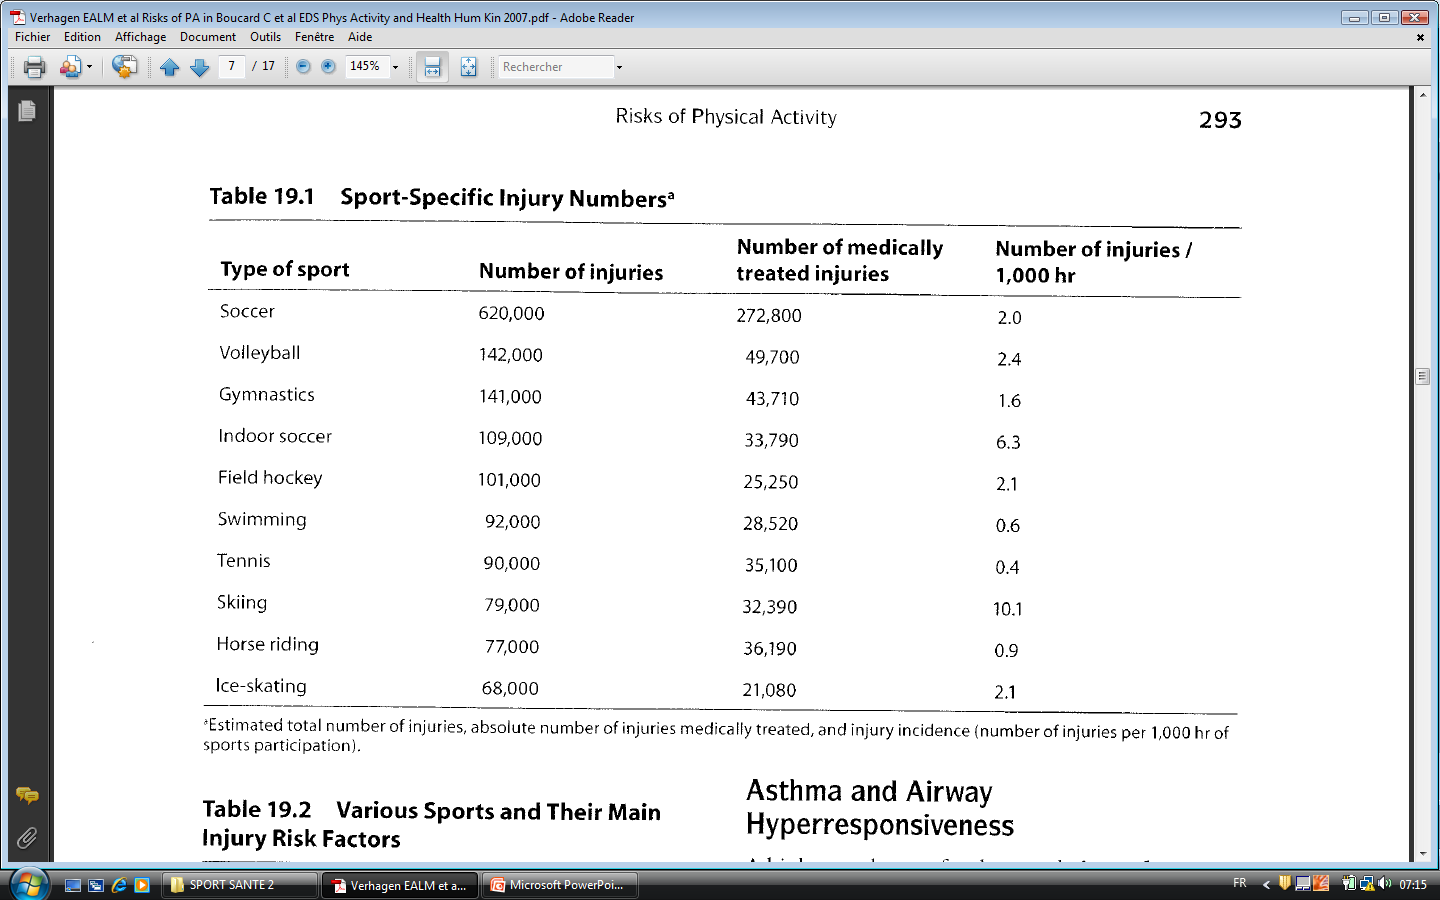 Verhagen EALM et al Risks of PA in Boucard C et al EDS Phys Activity and Health Hum Kin 2007.pdf - Adobe Reader
Fichier Edition Affichage Document Outils Fenêtre Aide
7 / 17 145% Rechercher
Risks of Physical Activity 293
Table 19.1 Sport-Specific Injury Numbersᵃ
Type of sport Number of injuries Number of medically treated injuries Number of injuries / 1,000 hr
Soccer 620,000 272,800 2.0
Volleyball 142,000 49,700 2.4
Gymnastics 141,000 43,710 1.6
Indoor soccer 109,000 33,790 6.3
Field hockey 101,000 25,250 2.1
Swimming 92,000 28,520 0.6
Tennis 90,000 35,100 0.4
Skiing 79,000 32,390 10.1
Horse riding 77,000 36,190 0.9
Ice-skating 68,000 21,080 2.1
ᵃEstimated total number of injuries, absolute number of injuries medically treated, and injury incidence (number of injuries per 1,000 hr of
sports participation).
Table 19.2 Various Sports and Their Main
Injury Risk Factors
Asthma and Airway
Hyperresponsiveness
SPORT SANTE 2 Verhagen EALM et a... Microsoft PowerPoi... FR 07:15